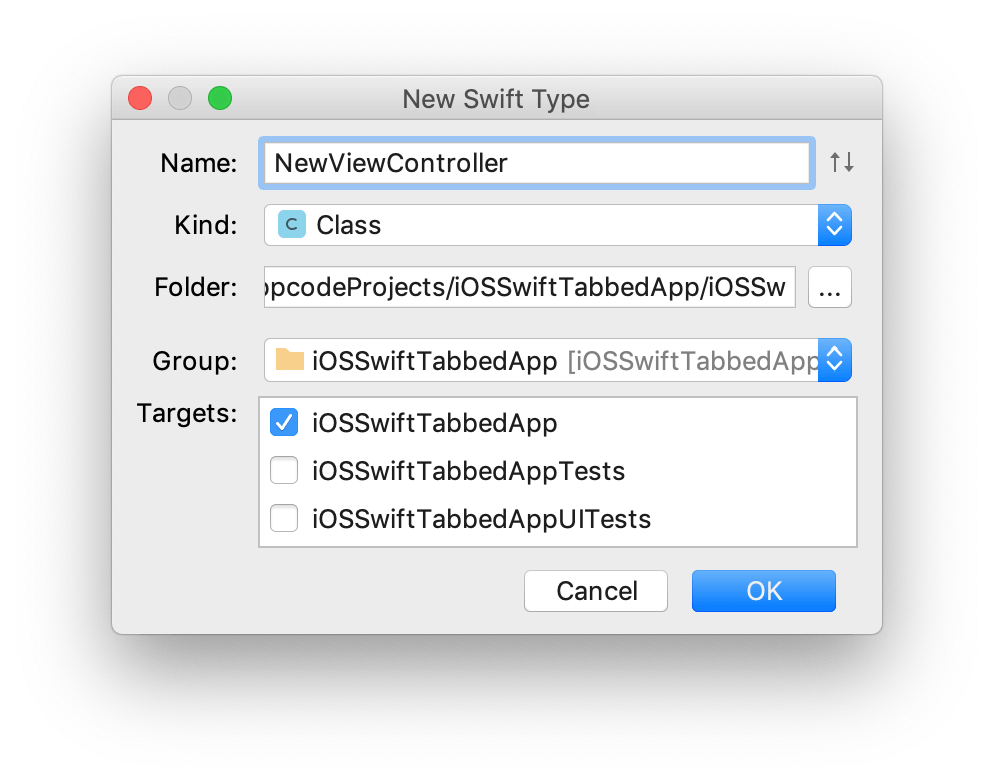 New Swift Type
Name: NewViewController
Kind: C Class
Folder: pcodeProjects/iOSSwiftTabbedApp/iOSSw ...
Group: iOSSwiftTabbedApp [iOSSwiftTabbedApp
Targets: iOSSwiftTabbedApp
iOSSwiftTabbedAppTests
iOSSwiftTabbedAppUITests
Cancel OK